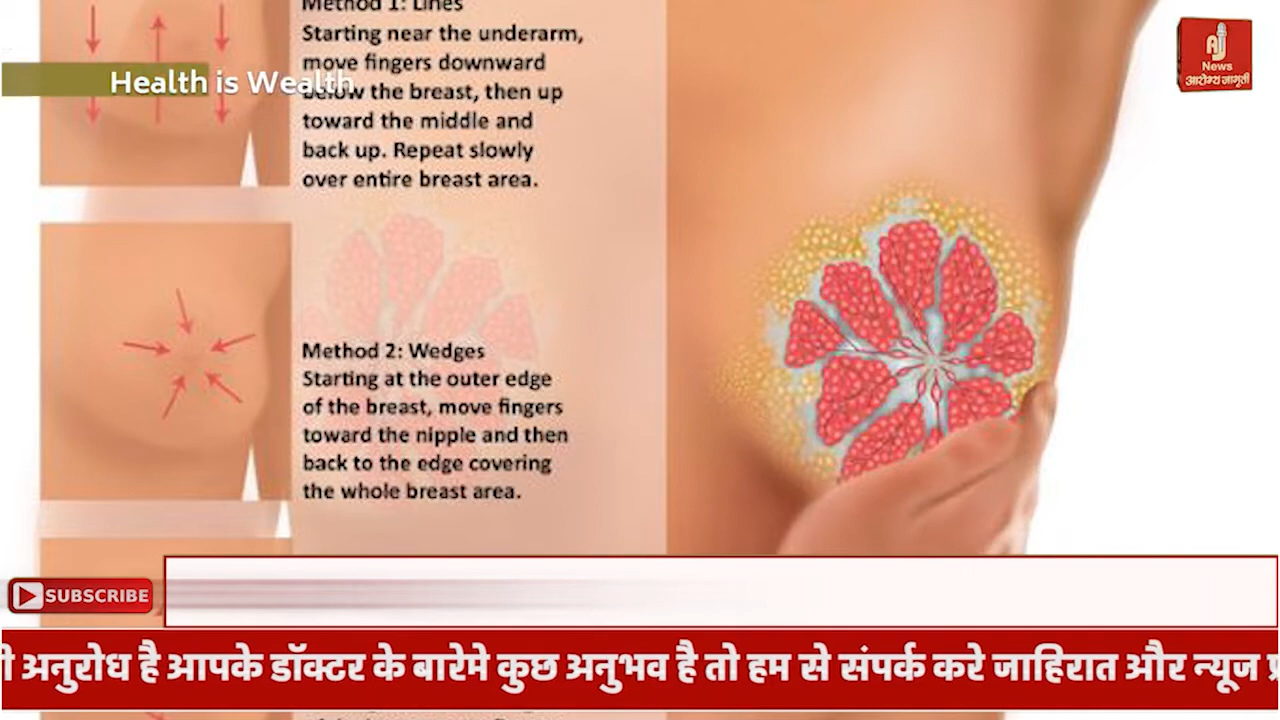 Method 1: Lines
Starting near the underarm,
move fingers downward
below the breast, then up
toward the middle and
back up. Repeat slowly
over entire breast area.
Health is Wealth
AJ
News
आरोग्य जागृती
Method 2: Wedges
Starting at the outer edge
of the breast, move fingers
toward the nipple and then
back to the edge covering
the whole breast area.
SUBSCRIBE
अनुरोध है आपके डॉक्टर के बारेमे कुछ अनुभव है तो हम से संपर्क करे जाहिरात और न्यूज